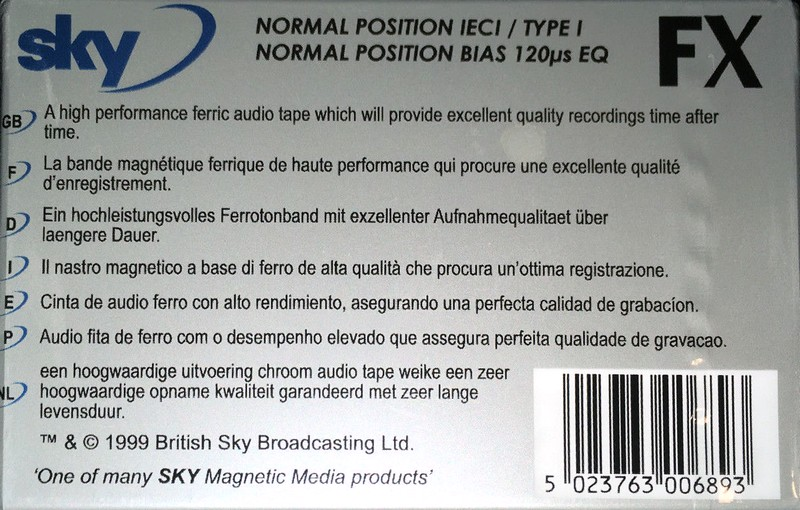 sky
NORMAL POSITION IECI / TYPE I
NORMAL POSITION BIAS 120µs EQ
FX
GB A high performance ferric audio tape which will provide excellent quality recordings time after
time.
F La bande magnétique ferrique de haute performance qui procure une excellente qualité
d'enregistrement.
D Ein hochleistungsvolles Ferrotonband mit exzellenter Aufnahmequalitaet über
laengere Dauer.
I Il nastro magnetico a base di ferro de alta qualità che procura un'ottima registrazione.
E Cinta de audio ferro con alto rendimiento, asegurando una perfecta calidad de grabacíon.
P Audio fita de ferro com o desempenho elevado que assegura perfeita qualidade de gravacao.
een hoogwaardige uitvoering chroom audio tape weike een zeer
NL hoogwaardige opname kwaliteit garandeerd met zeer lange
levensduur.
™ & © 1999 British Sky Broadcasting Ltd.
'One of many SKY Magnetic Media products'
5 023763 006893